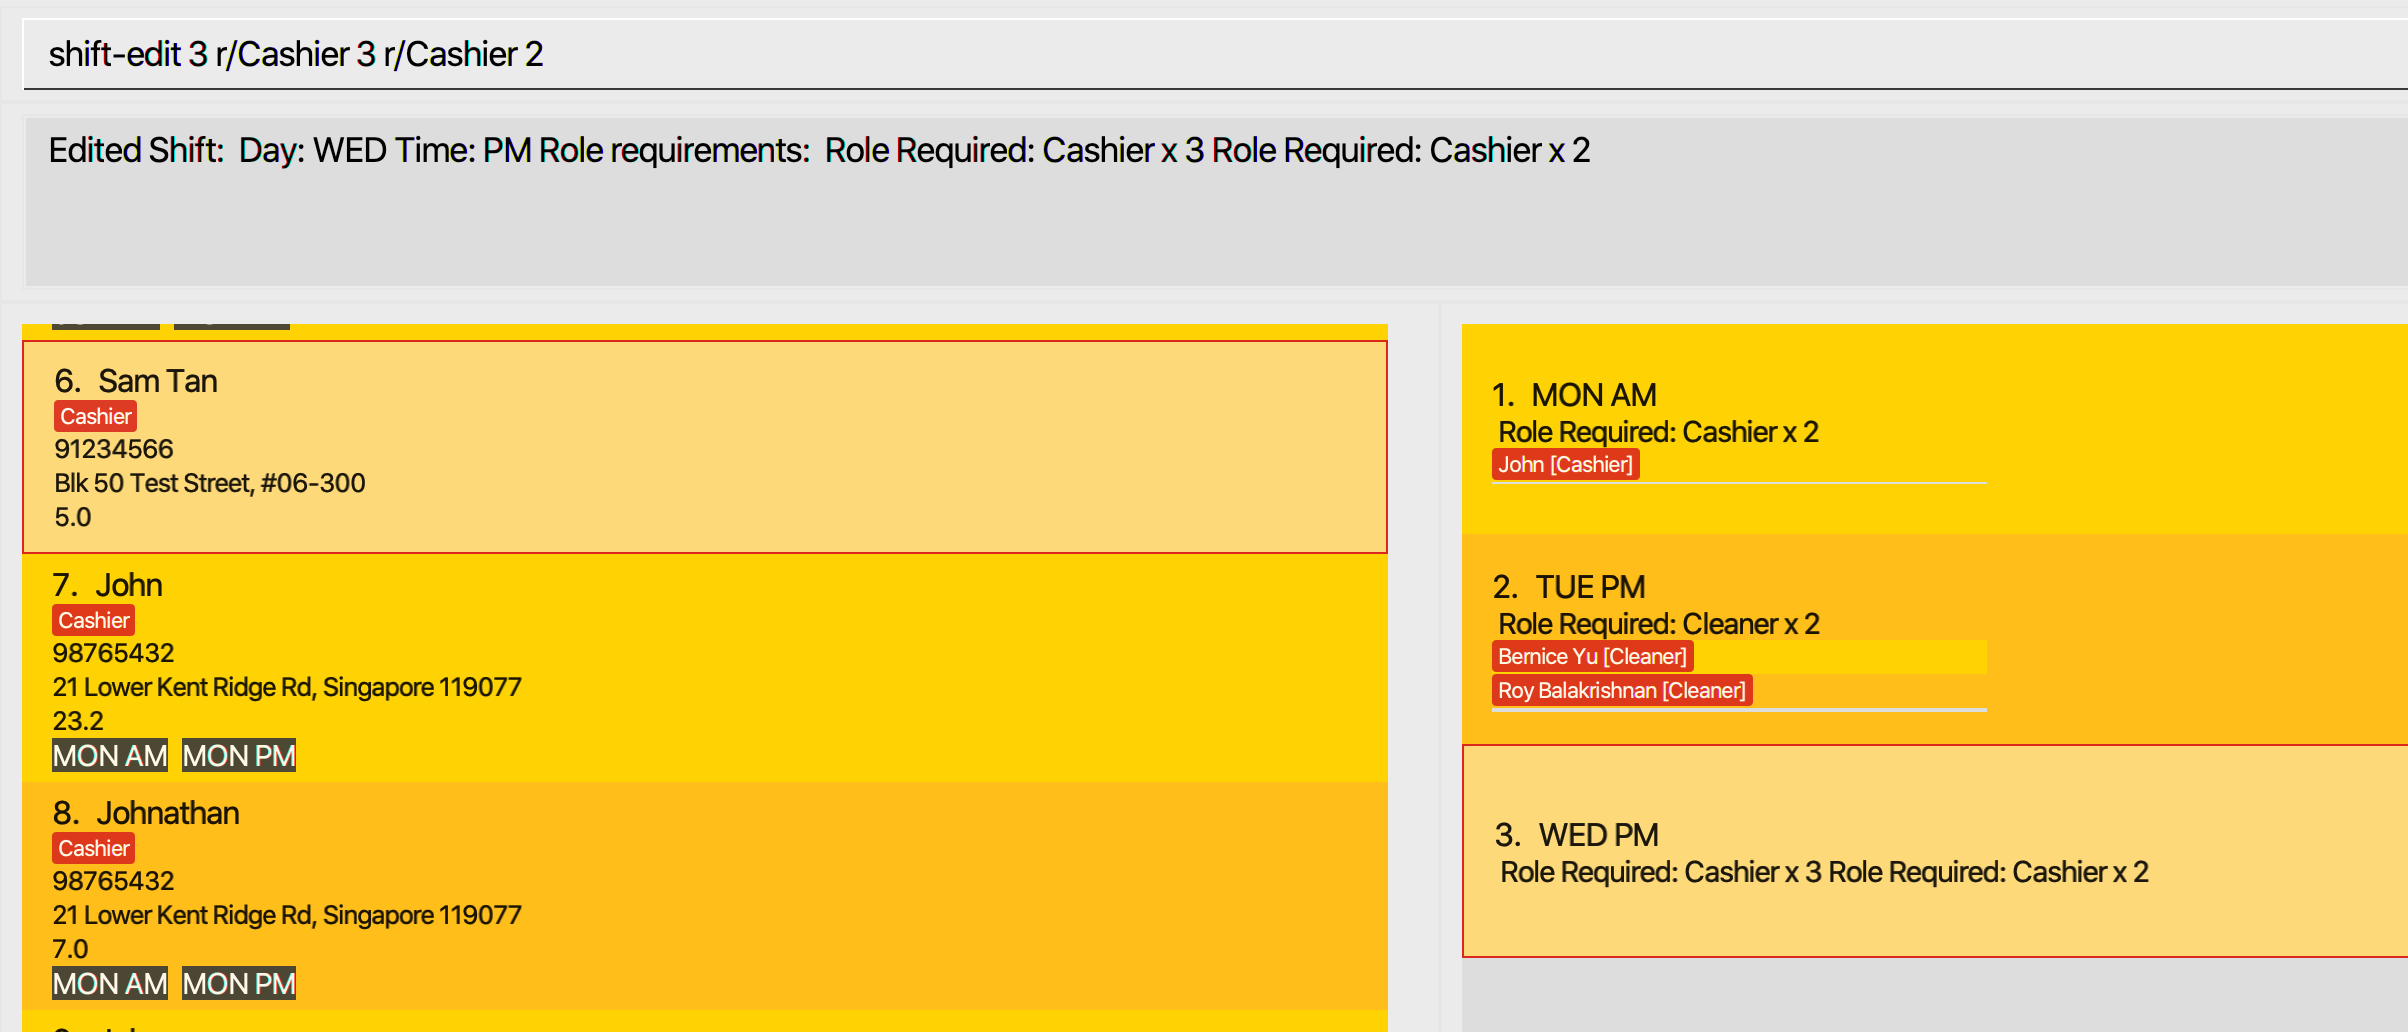 shift-edit 3 r/Cashier 3 r/Cashier 2
Edited Shift:  Day: WED Time: PM Role requirements:  Role Required: Cashier x 3 Role Required: Cashier x 2
6. Sam Tan
Cashier
91234566
Blk 50 Test Street, #06-300
5.0
7. John
Cashier
98765432
21 Lower Kent Ridge Rd, Singapore 119077
23.2
MON AM MON PM
8. Johnathan
Cashier
98765432
21 Lower Kent Ridge Rd, Singapore 119077
7.0
MON AM MON PM
1. MON AM
Role Required: Cashier x 2
John [Cashier]
2. TUE PM
Role Required: Cleaner x 2
Bernice Yu [Cleaner]
Roy Balakrishnan [Cleaner]
3. WED PM
Role Required: Cashier x 3 Role Required: Cashier x 2